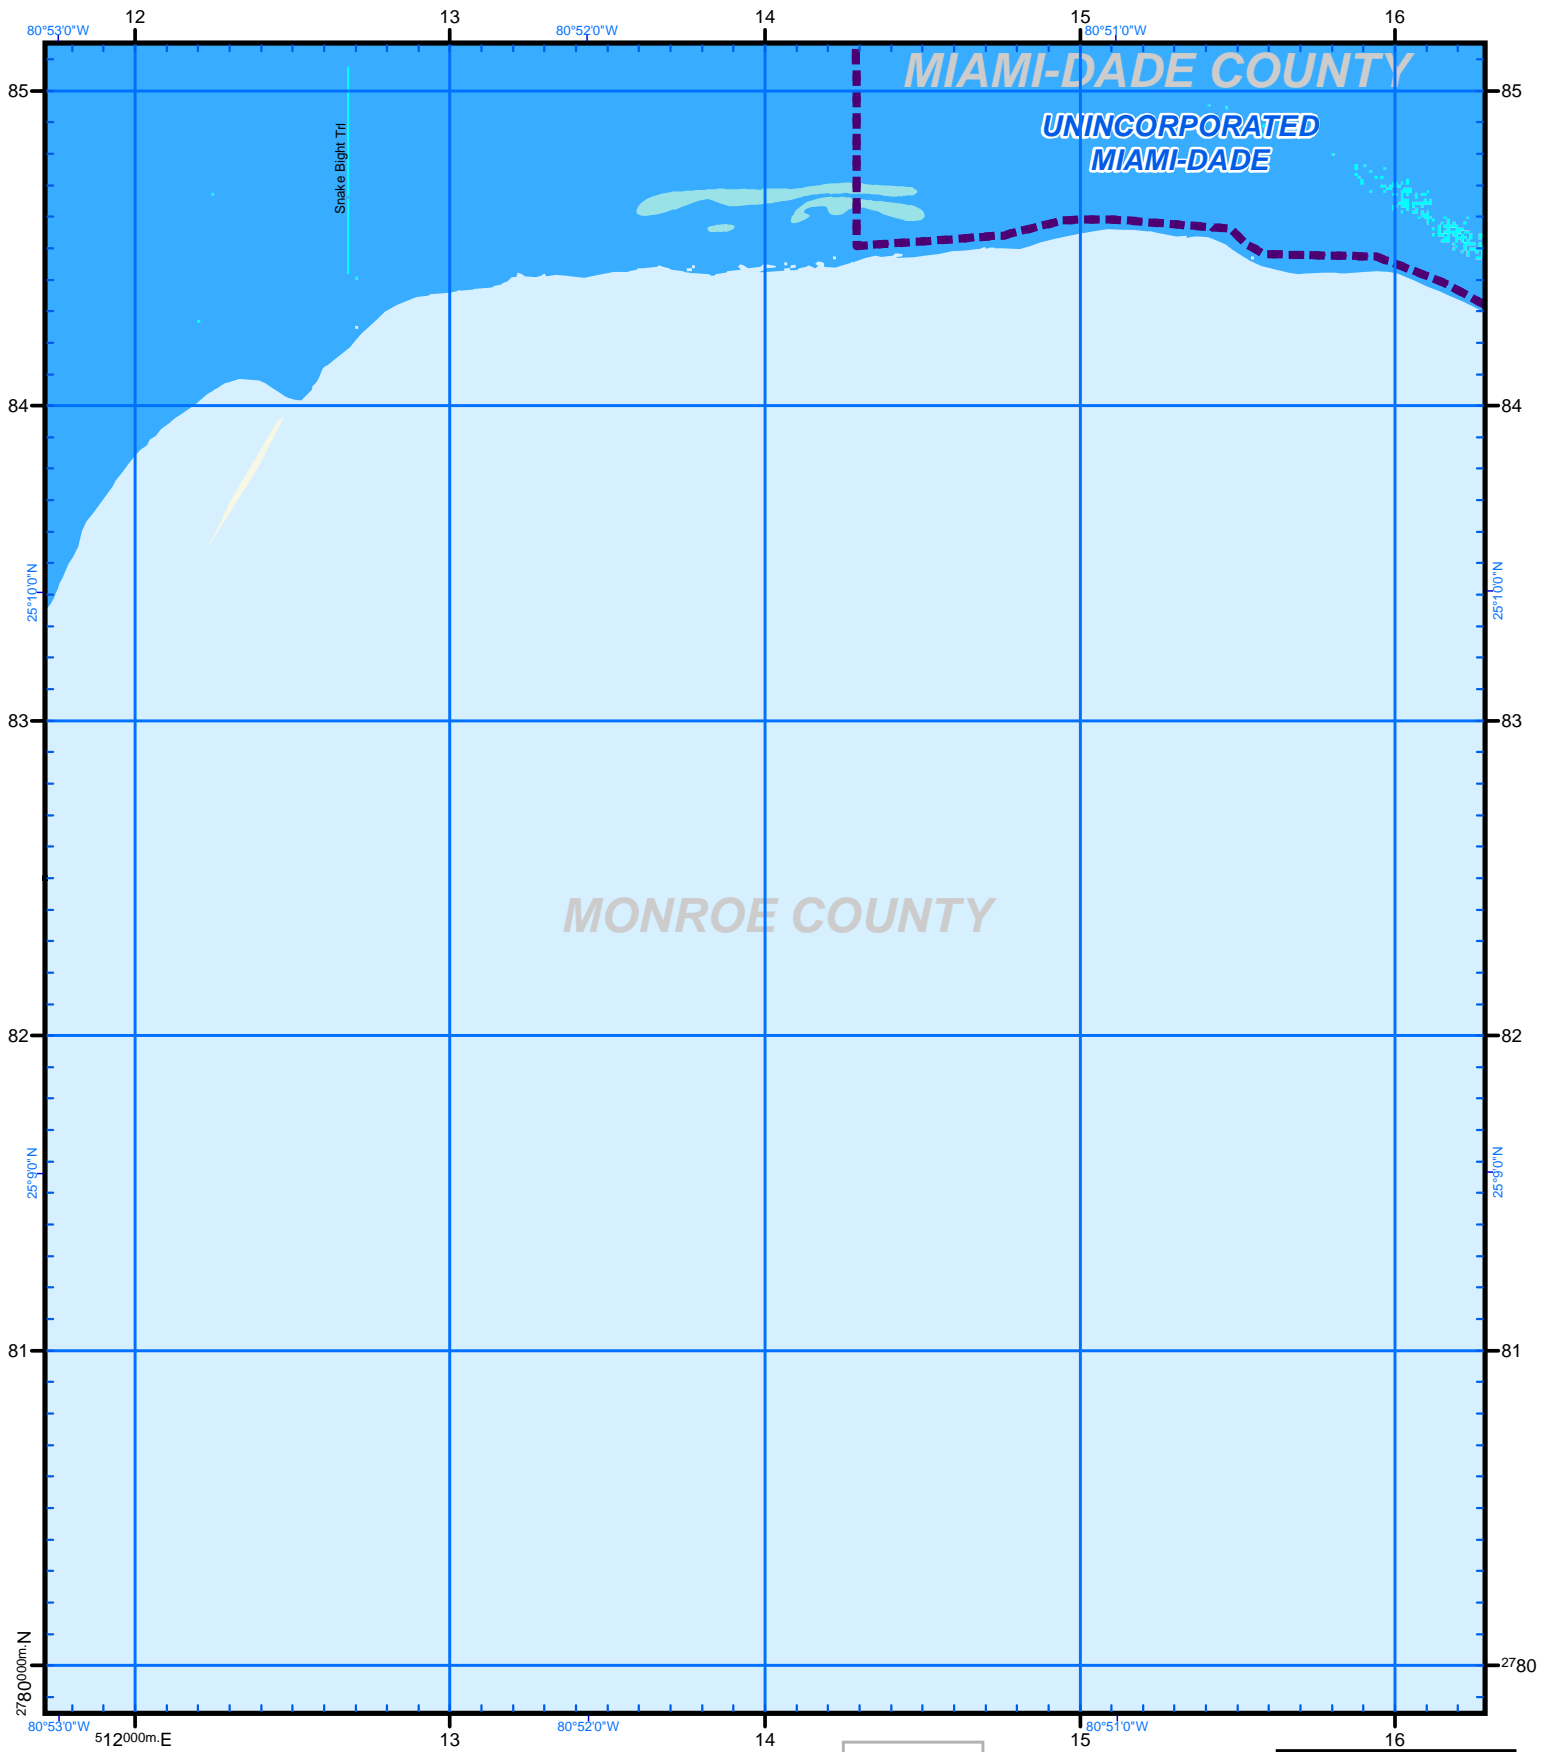 12 13 14 15 16
80°53'0"W 80°52'0"W 80°51'0"W
MIAMI-DADE COUNTY
85 85
UNINCORPORATED
MIAMI-DADE
Snake Bight Trl
84 84
25°10'0"N 25°10'0"N
83 83
MONROE COUNTY
82 82
25°9'0"N 25°9'0"N
81 81
2780000m.N 2780
80°53'0"W 80°52'0"W 80°51'0"W
512000m.E 13 14 15 16